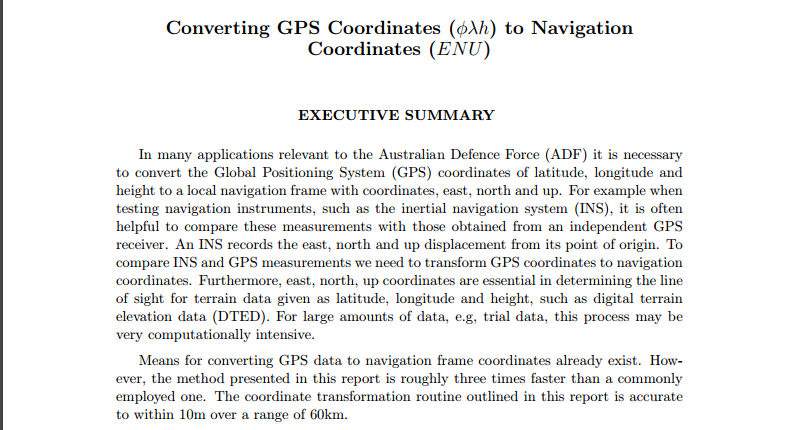 Converting GPS Coordinates (ϕλh) to Navigation
Coordinates (ENU)
EXECUTIVE SUMMARY
In many applications relevant to the Australian Defence Force (ADF) it is necessary
to convert the Global Positioning System (GPS) coordinates of latitude, longitude and
height to a local navigation frame with coordinates, east, north and up. For example when
testing navigation instruments, such as the inertial navigation system (INS), it is often
helpful to compare these measurements with those obtained from an independent GPS
receiver. An INS records the east, north and up displacement from its point of origin. To
compare INS and GPS measurements we need to transform GPS coordinates to navigation
coordinates. Furthermore, east, north, up coordinates are essential in determining the line
of sight for terrain data given as latitude, longitude and height, such as digital terrain
elevation data (DTED). For large amounts of data, e.g, trial data, this process may be
very computationally intensive.
Means for converting GPS data to navigation frame coordinates already exist. How-
ever, the method presented in this report is roughly three times faster than a commonly
employed one. The coordinate transformation routine outlined in this report is accurate
to within 10m over a range of 60km.